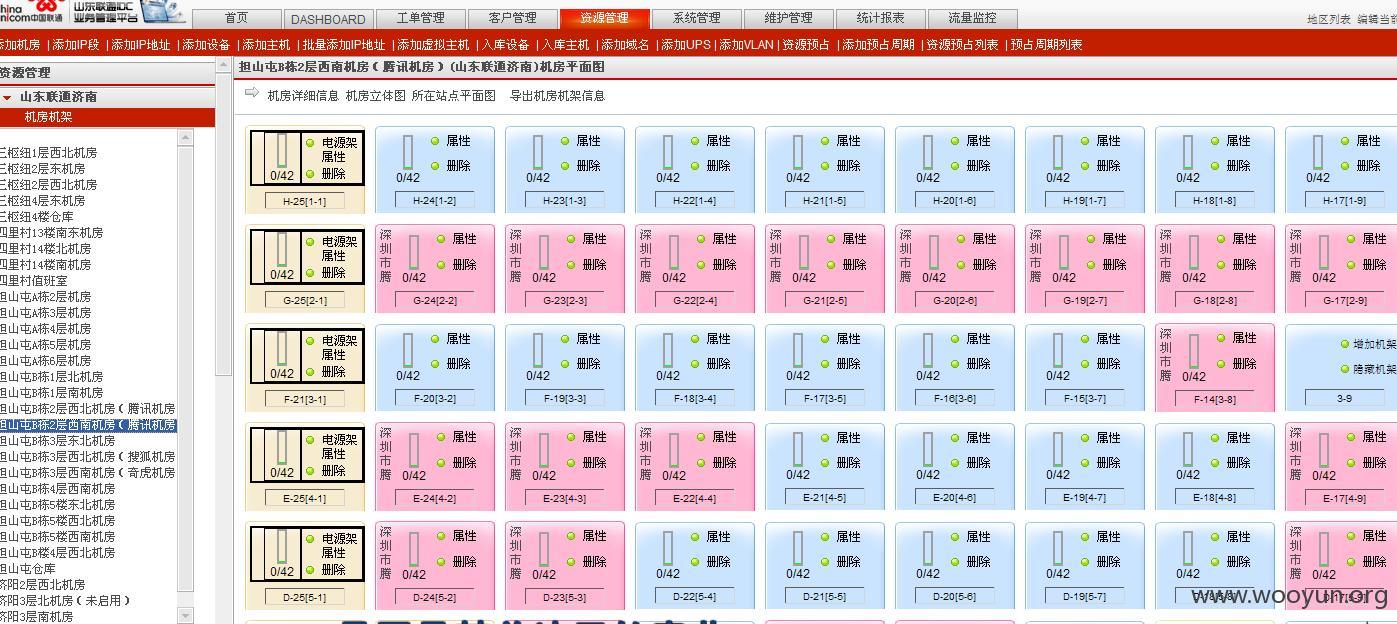 china
unicom中国联通
山东联通IDC
业务管理平台
首页
DASHBOARD
工单管理
客户管理
资源管理
系统管理
维护管理
统计报表
流量监控
地区列表 编辑当前
添加机房 |添加IP段 |添加IP地址 |添加设备 |添加主机 |批量添加IP地址 |添加虚拟主机 |入库设备 |入库主机 |添加域名 |添加UPS |添加VLAN |资源预占 |添加预占周期 |资源预占列表 |预占周期列表
资源管理
山东联通济南
机房机架
三枢纽1层西北机房
三枢纽2层东机房
三枢纽2层西北机房
三枢纽4层东机房
三枢纽4楼仓库
四里村13楼南东机房
四里村14楼北机房
四里村14楼南机房
四里村值班室
担山屯A栋2层机房
担山屯A栋3层机房
担山屯A栋4层机房
担山屯A栋5层机房
担山屯A栋6层机房
担山屯B栋1层北机房
担山屯B栋1层南机房
担山屯B栋2层西北机房（腾讯机房
担山屯B栋2层西南机房（腾讯机房
担山屯B栋3层东北机房
担山屯B栋3层西北机房（搜狐机房
担山屯B栋3层西南机房（奇虎机房
担山屯B栋4层西南机房
担山屯B栋5楼东北机房
担山屯B栋5楼西北机房
担山屯B栋5楼西南机房
担山屯B楼4层西北机房
担山屯仓库
济阳2层西北机房
济阳3层北机房（未启用）
济阳3层南机房
担山屯B栋2层西南机房（腾讯机房）(山东联通济南)机房平面图
机房详细信息 机房立体图 所在站点平面图 导出机房机架信息
电源架 属性 删除 0/42 H-25[1-1]
属性 删除 0/42 H-24[1-2]
属性 删除 0/42 H-23[1-3]
属性 删除 0/42 H-22[1-4]
属性 删除 0/42 H-21[1-5]
属性 删除 0/42 H-20[1-6]
属性 删除 0/42 H-19[1-7]
属性 删除 0/42 H-18[1-8]
属性 删除 0/42 H-17[1-9]
电源架 属性 删除 0/42 G-25[2-1]
深圳市腾 属性 删除 0/42 G-24[2-2]
深圳市腾 属性 删除 0/42 G-23[2-3]
深圳市腾 属性 删除 0/42 G-22[2-4]
深圳市腾 属性 删除 0/42 G-21[2-5]
深圳市腾 属性 删除 0/42 G-20[2-6]
深圳市腾 属性 删除 0/42 G-19[2-7]
深圳市腾 属性 删除 0/42 G-18[2-8]
深圳市腾 属性 删除 0/42 G-17[2-9]
电源架 属性 删除 0/42 F-21[3-1]
属性 删除 0/42 F-20[3-2]
属性 删除 0/42 F-19[3-3]
属性 删除 0/42 F-18[3-4]
属性 删除 0/42 F-17[3-5]
属性 删除 0/42 F-16[3-6]
属性 删除 0/42 F-15[3-7]
深圳市腾 属性 删除 0/42 F-14[3-8]
增加机架 隐藏机架 3-9
电源架 属性 删除 0/42 E-25[4-1]
深圳市腾 属性 删除 0/42 E-24[4-2]
深圳市腾 属性 删除 0/42 E-23[4-3]
深圳市腾 属性 删除 0/42 E-22[4-4]
属性 删除 0/42 E-21[4-5]
属性 删除 0/42 E-20[4-6]
属性 删除 0/42 E-19[4-7]
属性 删除 0/42 E-18[4-8]
深圳市腾 属性 删除 0/42 E-17[4-9]
电源架 属性 删除 0/42 D-25[5-1]
深圳市腾 属性 删除 0/42 D-24[5-2]
深圳市腾 属性 删除 0/42 D-23[5-3]
属性 删除 0/42 D-22[5-4]
属性 删除 0/42 D-21[5-5]
属性 删除 0/42 D-20[5-6]
属性 删除 0/42 D-19[5-7]
属性 删除 0/42
深圳市腾 属性 删除 0/42
www.wooyun.org